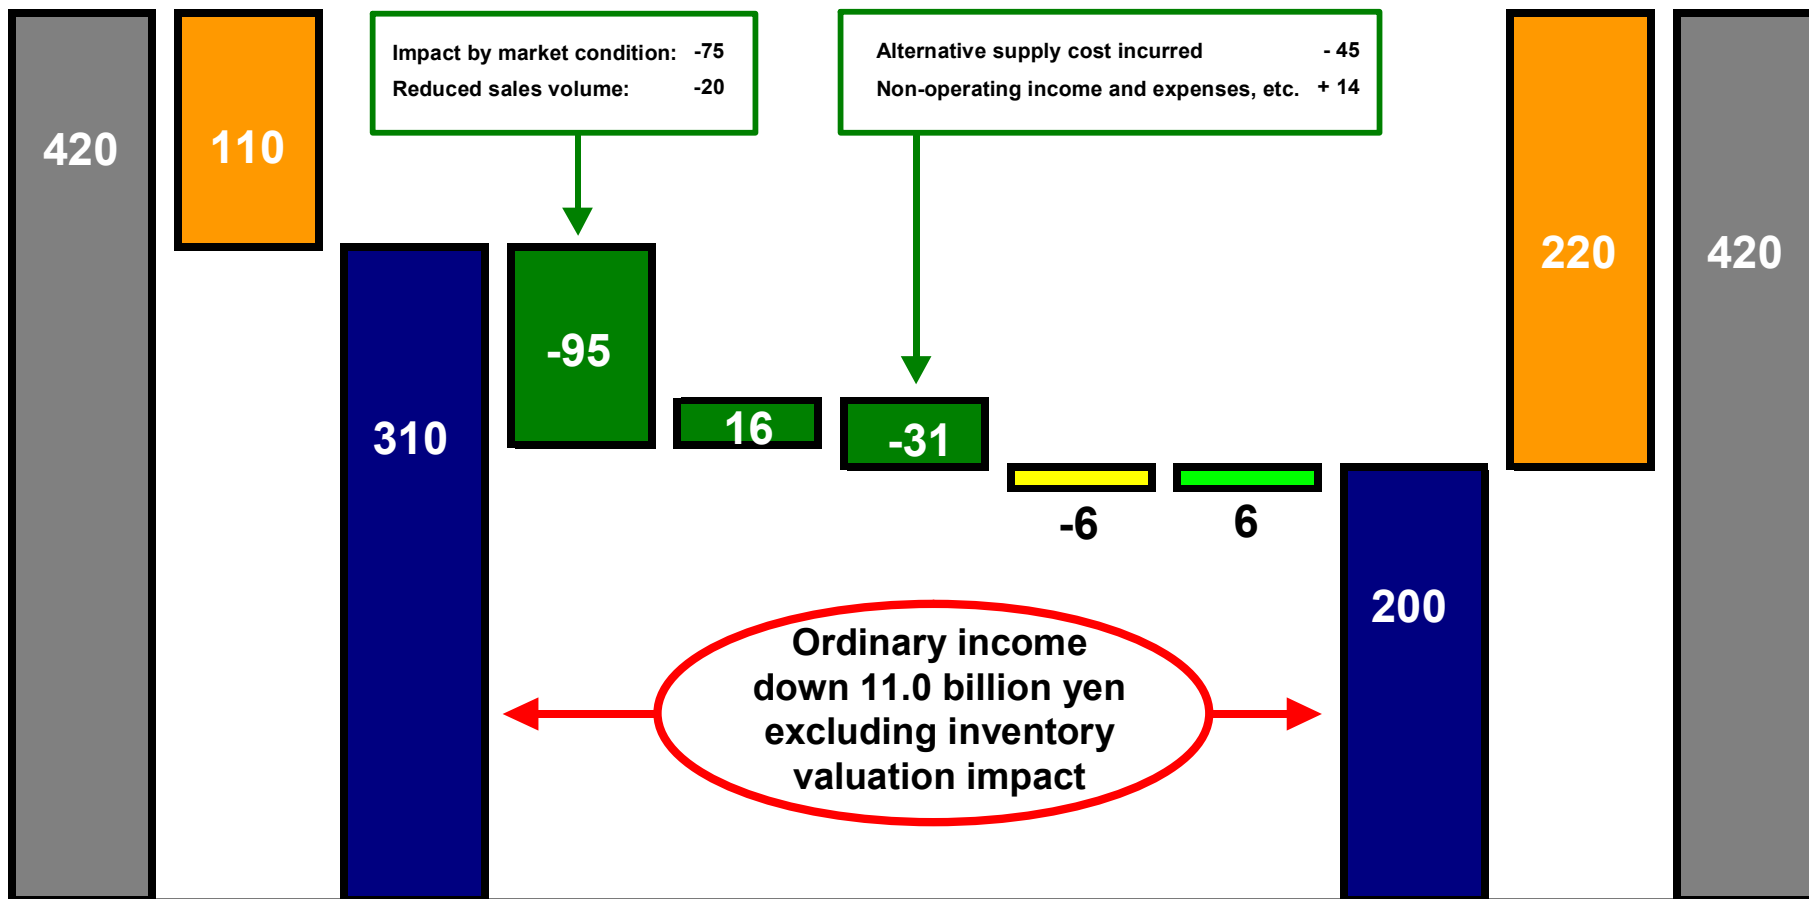 Impact by market condition: -75
Reduced sales volume: -20
Alternative supply cost incurred - 45
Non-operating income and expenses, etc. + 14
420
110
310
-95
16
-31
-6
6
200
220
420
Ordinary income
down 11.0 billion yen
excluding inventory
valuation impact